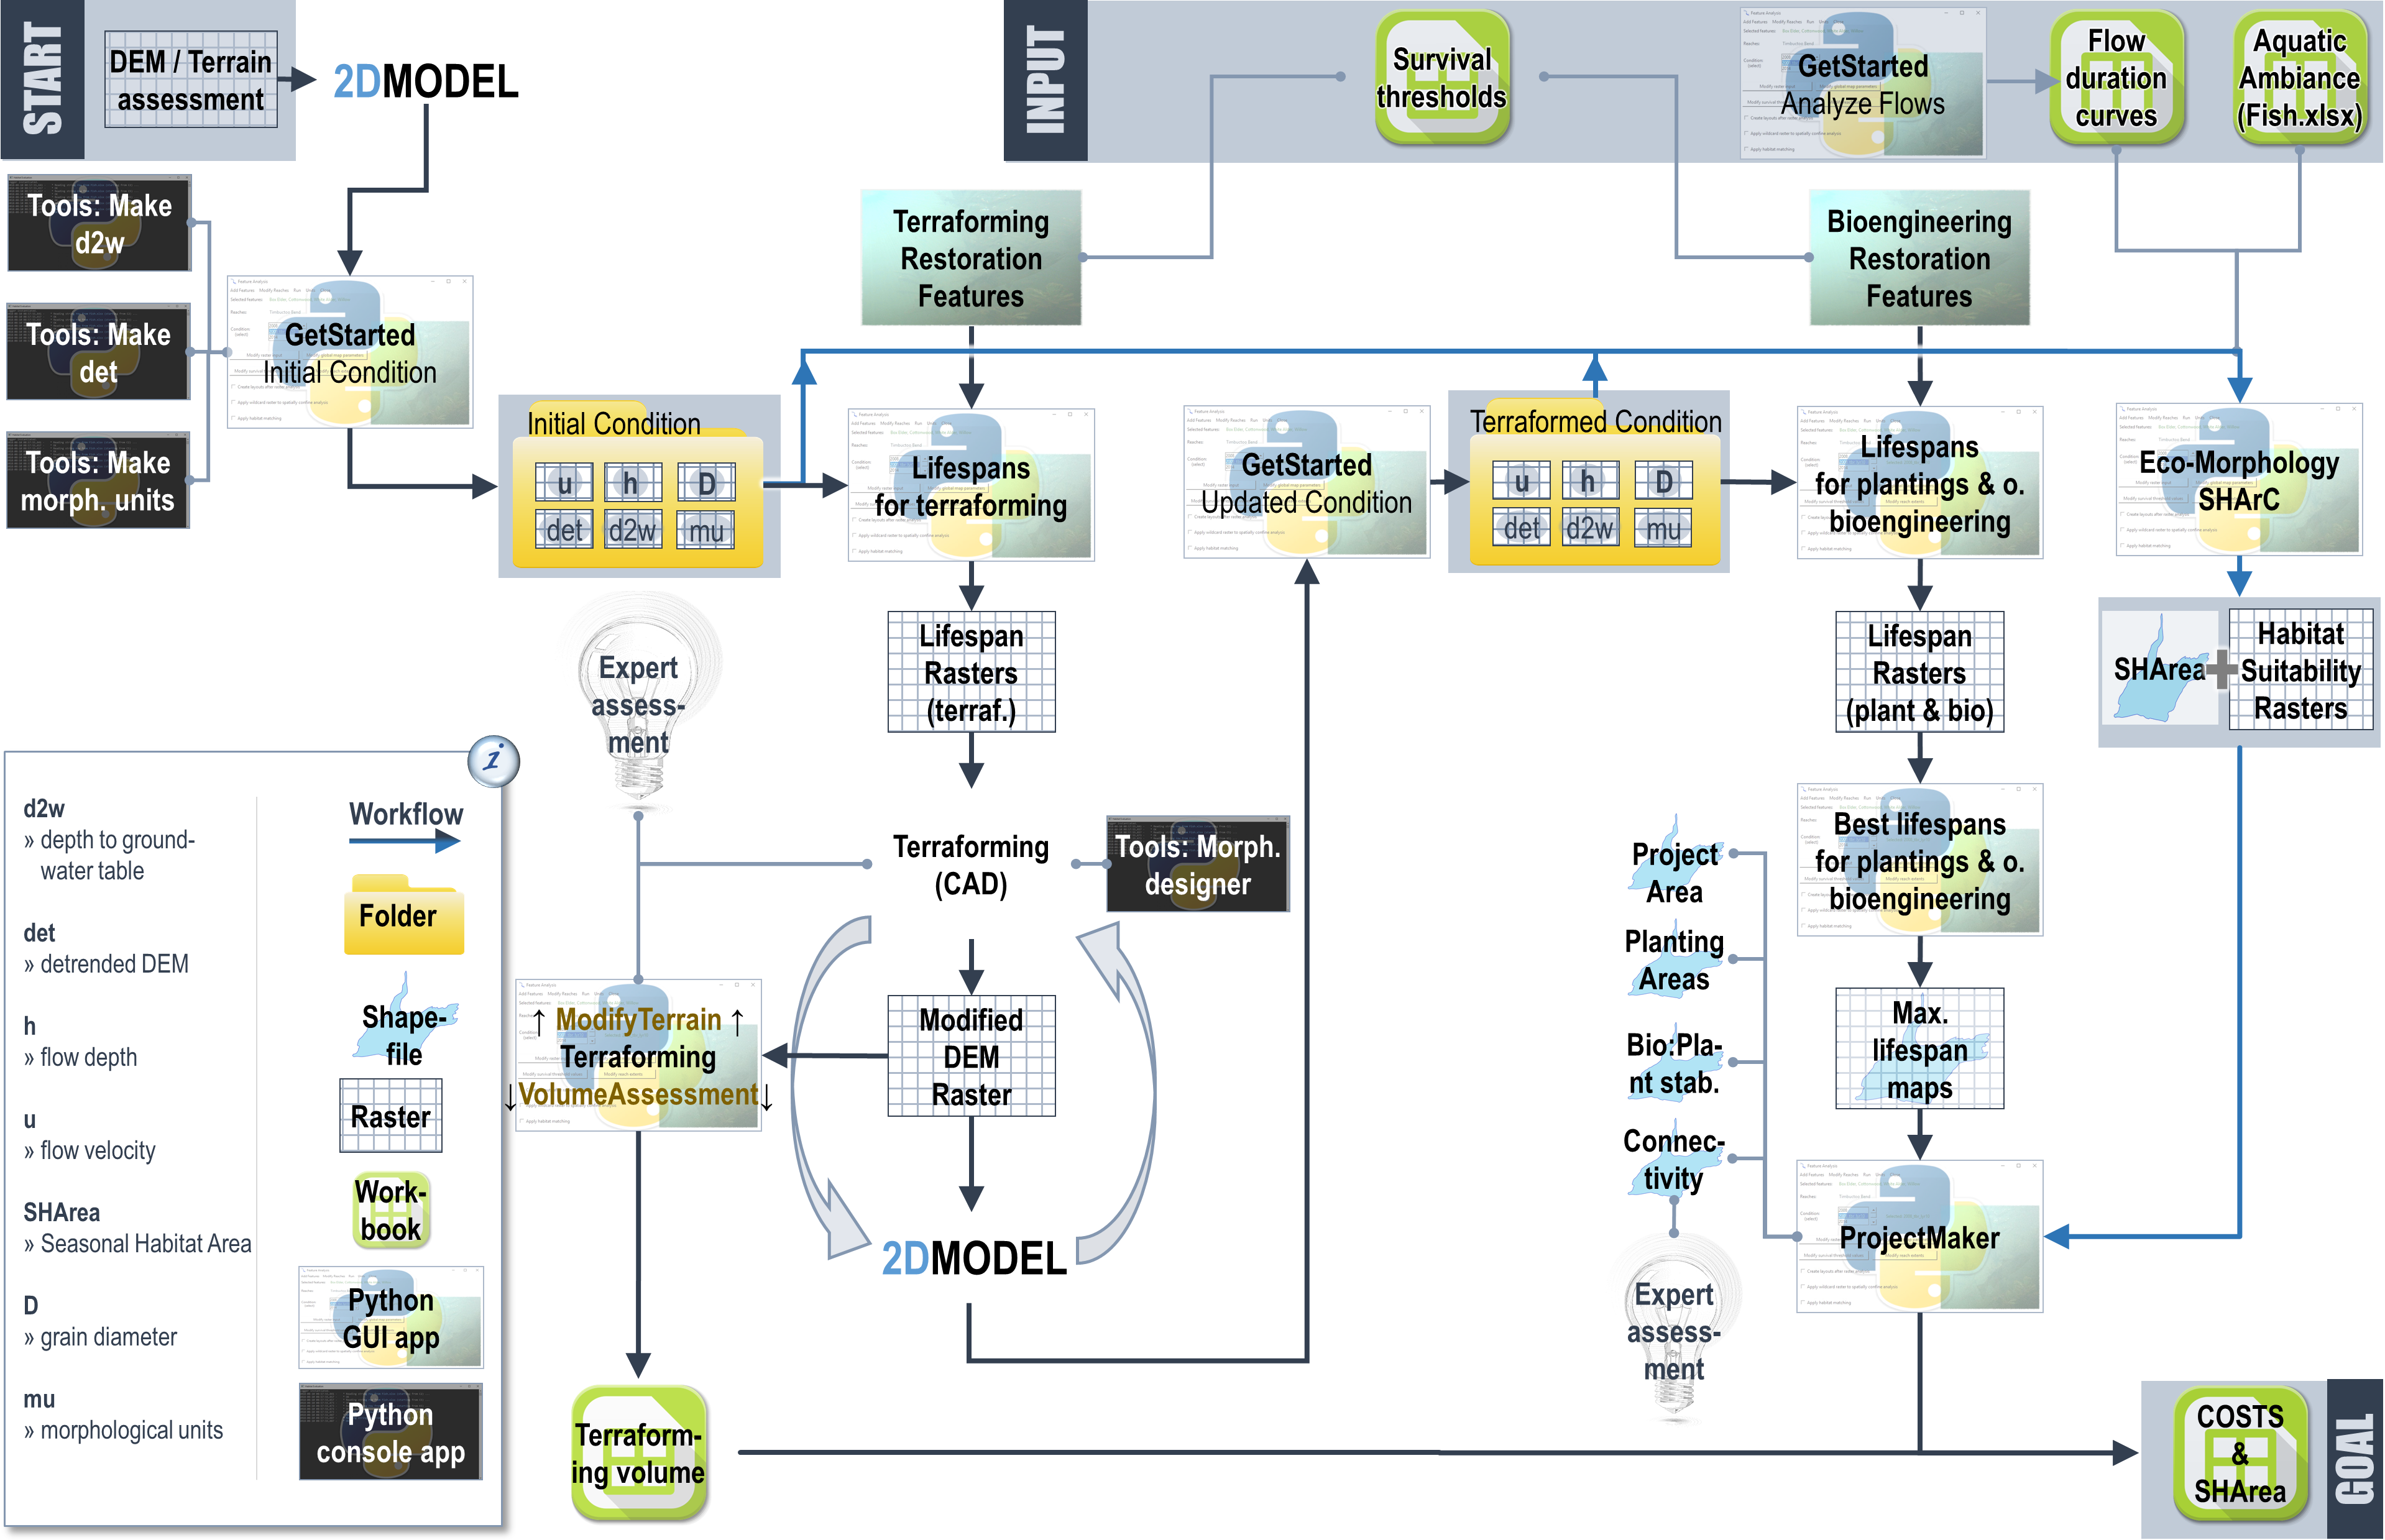 START
DEM / Terrain
assessment
2DMODEL
INPUT
Survival
thresholds
GetStarted
Analyze Flows
Flow
duration
curves
Aquatic
Ambiance
(Fish.xlsx)
Tools: Make
d2w
Tools: Make
det
Tools: Make
morph. units
GetStarted
Initial Condition
Terraforming
Restoration
Features
Bioengineering
Restoration
Features
Initial Condition
u h D
det d2w mu
Lifespans
for terraforming
GetStarted
Updated Condition
Terraformed Condition
u h D
det d2w mu
Lifespans
for plantings & o.
bioengineering
Eco-Morphology
SHArC
Expert
assess-
ment
Lifespan
Rasters
(terraf.)
Lifespan
Rasters
(plant & bio)
SHArea
Habitat
Suitability
Rasters
Terraforming
(CAD)
Tools: Morph.
designer
Best lifespans
for plantings & o.
bioengineering
Project
Area
Planting
Areas
Bio:Pla-
nt stab.
Connec-
tivity
↑ ModifyTerrain ↑
Terraforming
↓VolumeAssessment↓
Modified
DEM
Raster
Max.
lifespan
maps
2DMODEL
ProjectMaker
Expert
assess-
ment
Terraform-
ing volume
COSTS
&
SHArea
GOAL
i
d2w
» depth to ground-
water table
det
» detrended DEM
h
» flow depth
u
» flow velocity
SHArea
» Seasonal Habitat Area
D
» grain diameter
mu
» morphological units
Workflow
Folder
Shape-
file
Raster
Work-
book
Python
GUI app
Python
console app